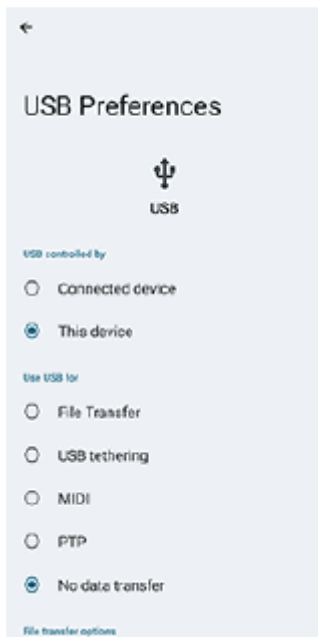 USB Preferences
USB
USB controlled by
Connected device
This device
Use USB for
File Transfer
USB tethering
MIDI
PTP
No data transfer
File transfer options